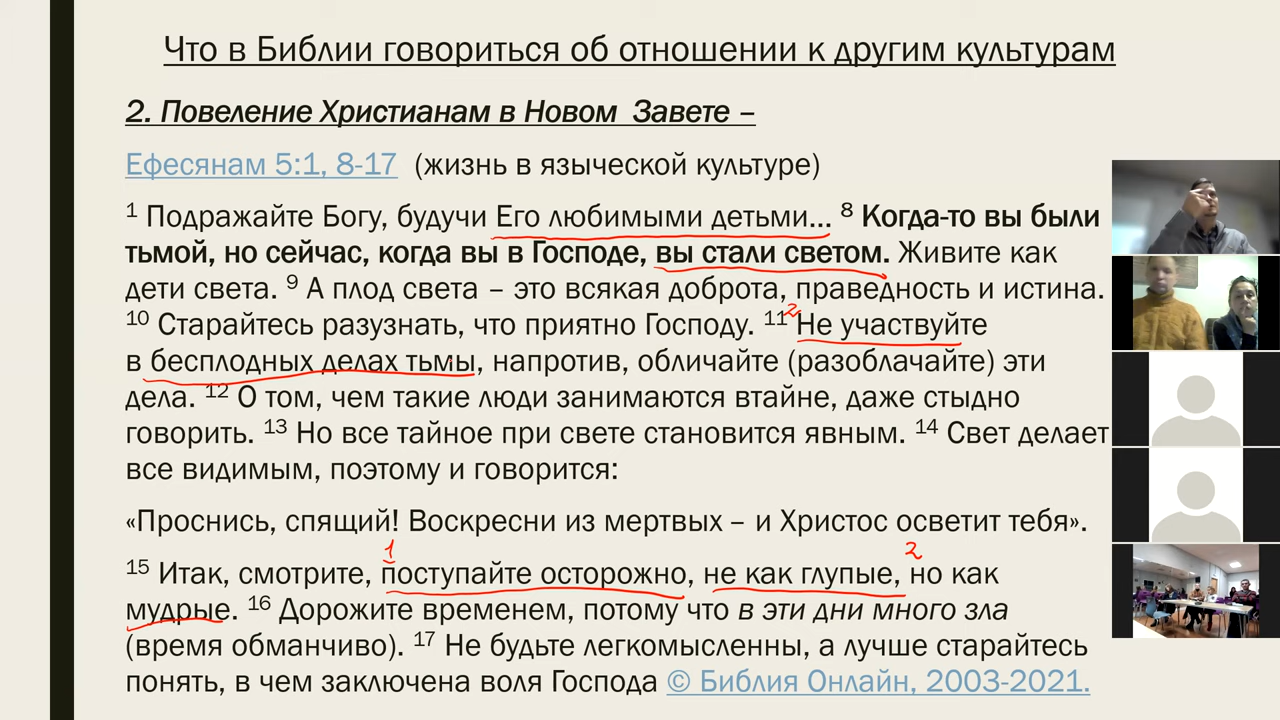 Что в Библии говориться об отношении к другим культурам
2. Повеление Христианам в Новом Завете –
Ефесянам 5:1, 8-17 (жизнь в языческой культуре)
1 Подражайте Богу, будучи Его любимыми детьми... 8 Когда-то вы были
тьмой, но сейчас, когда вы в Господе, вы стали светом. Живите как
дети света. 9 А плод света – это всякая доброта, праведность и истина.
2
10 Старайтесь разузнать, что приятно Господу. 11 Не участвуйте
в бесплодных делах тьмы, напротив, обличайте (разоблачайте) эти
дела. 12 О том, чем такие люди занимаются втайне, даже стыдно
говорить. 13 Но все тайное при свете становится явным. 14 Свет делает
все видимым, поэтому и говорится:
«Проснись, спящий! Воскресни из мертвых – и Христос осветит тебя».
1 2
15 Итак, смотрите, поступайте осторожно, не как глупые, но как
мудрые. 16 Дорожите временем, потому что в эти дни много зла
(время обманчиво). 17 Не будьте легкомысленны, а лучше старайтесь
понять, в чем заключена воля Господа © Библия Онлайн, 2003-2021.